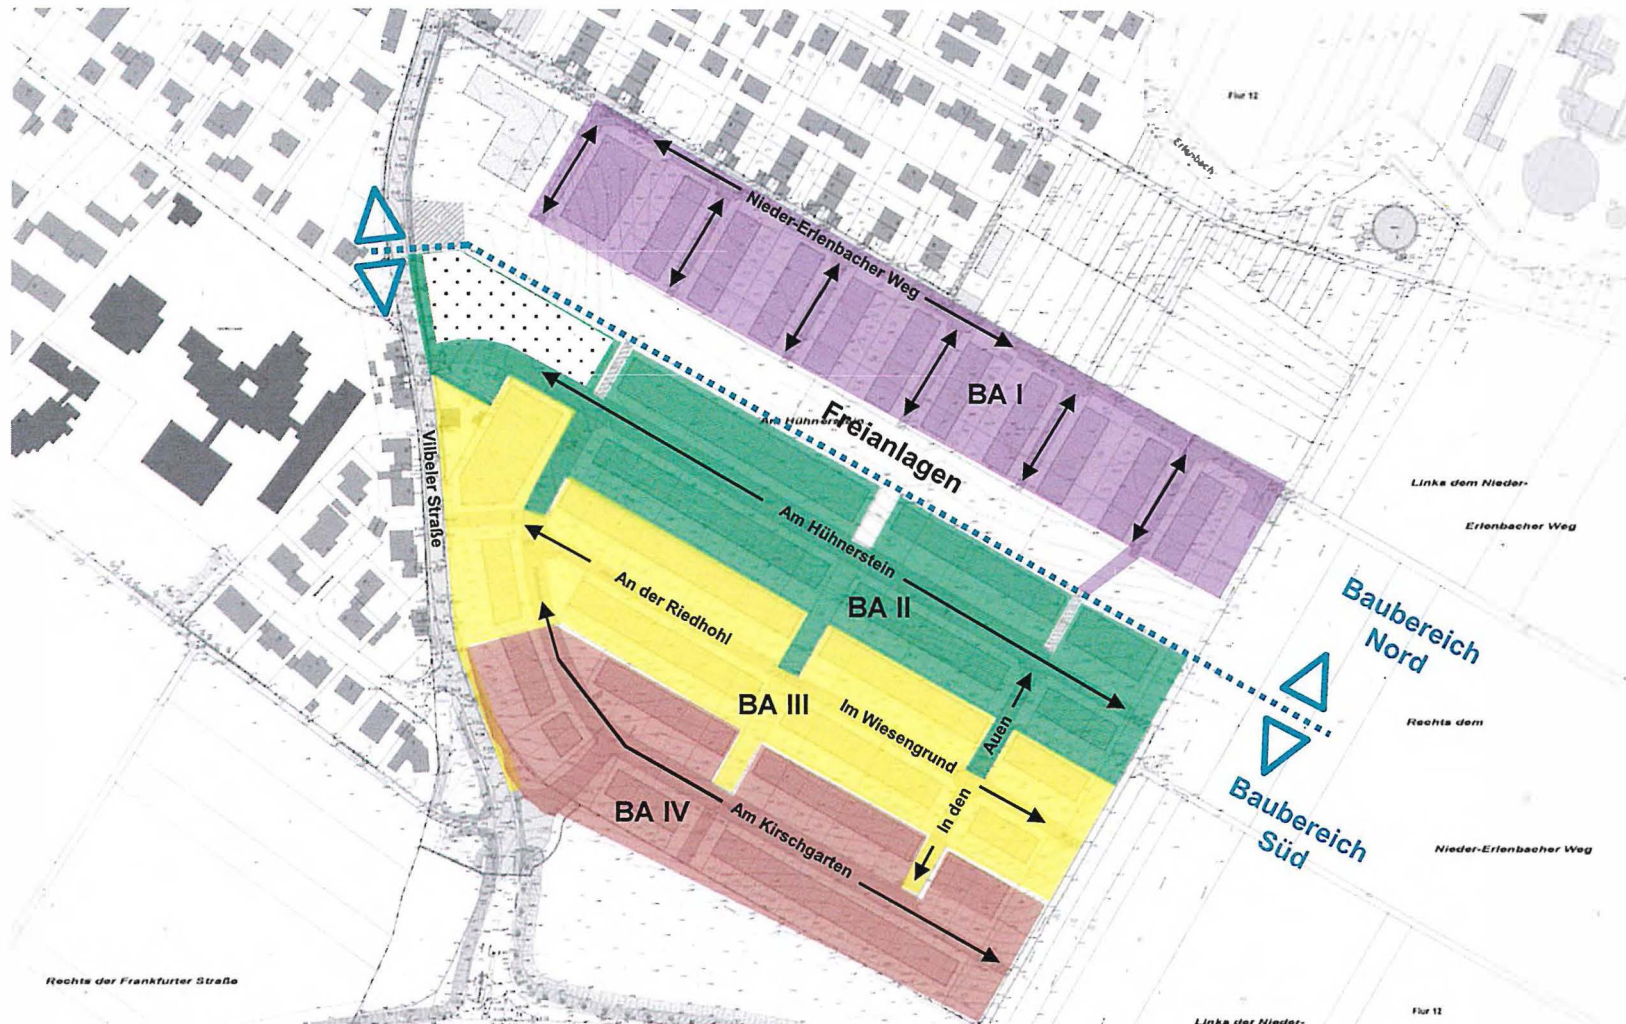 Flur 12
Erlenbach
Nieder-Erlenbacher Weg
BA I
Am Hühnerstein
Freianlagen
Links dem Nieder-
Erlenbacher Weg
Vilbeler Straße
Am Hühnerstein
BA II
An der Riedhohl
Baubereich
Nord
BA III
Im Wiesengrund
Auen
In den
Rechts dem
Baubereich
Süd
BA IV
Am Kirschgarten
Nieder-Erlenbacher Weg
Rechts der Frankfurter Straße
Flur 12
Links der Nieder-